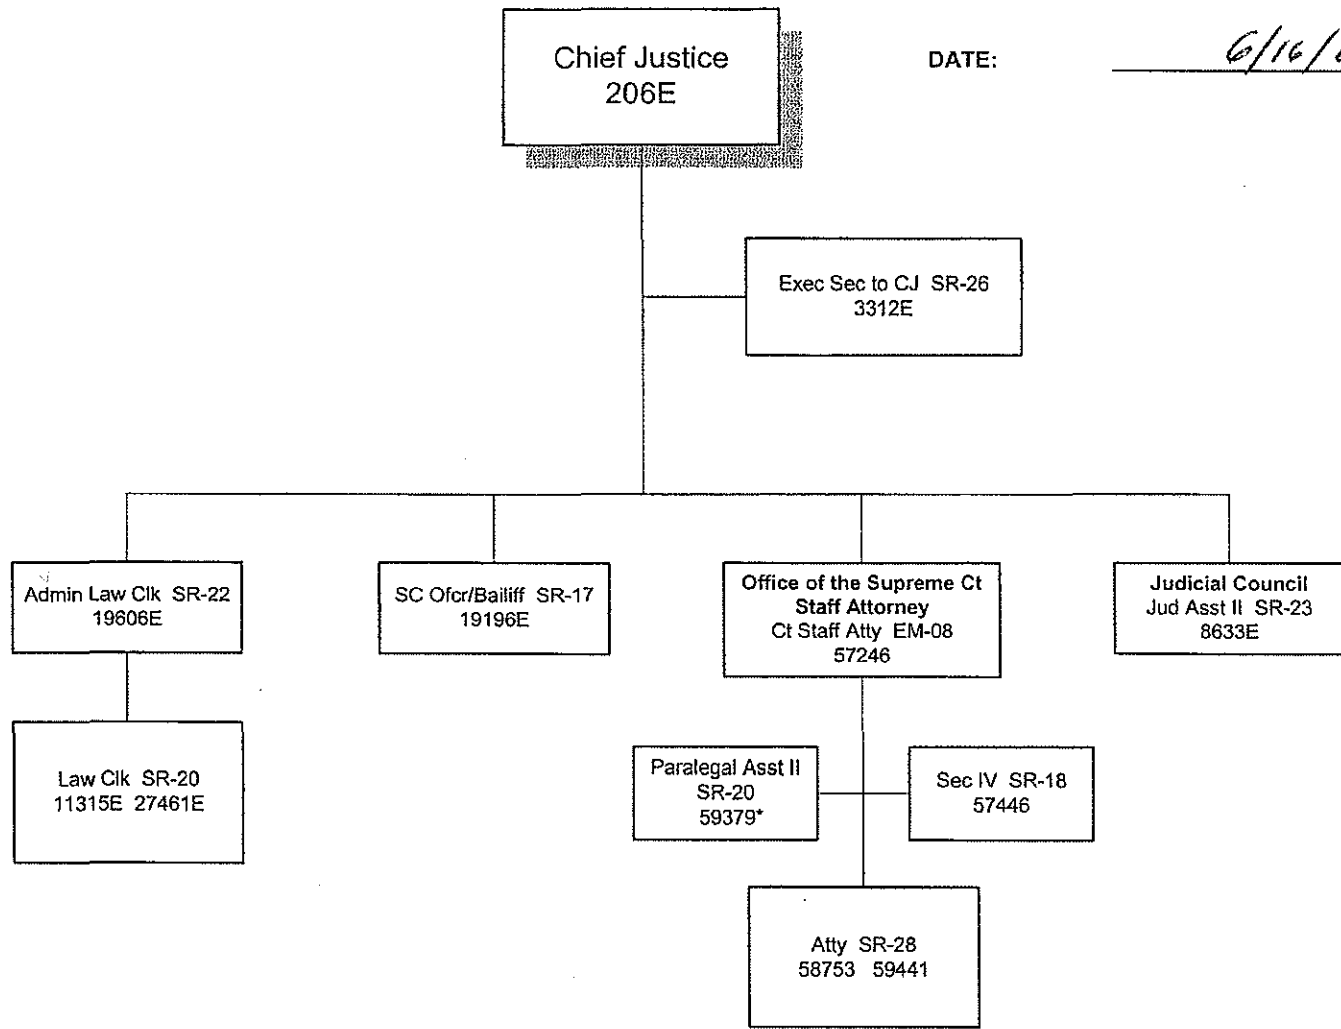 Chief Justice
206E
DATE:
6/16/
Exec Sec to CJ SR-26
3312E
Admin Law Clk SR-22
19606E
SC Ofcr/Bailiff SR-17
19196E
Office of the Supreme Ct
Staff Attorney
Ct Staff Atty EM-08
57246
Judicial Council
Jud Asst II SR-23
8633E
Law Clk SR-20
11315E 27461E
Paralegal Asst II
SR-20
59379*
Sec IV SR-18
57446
Atty SR-28
58753 59441